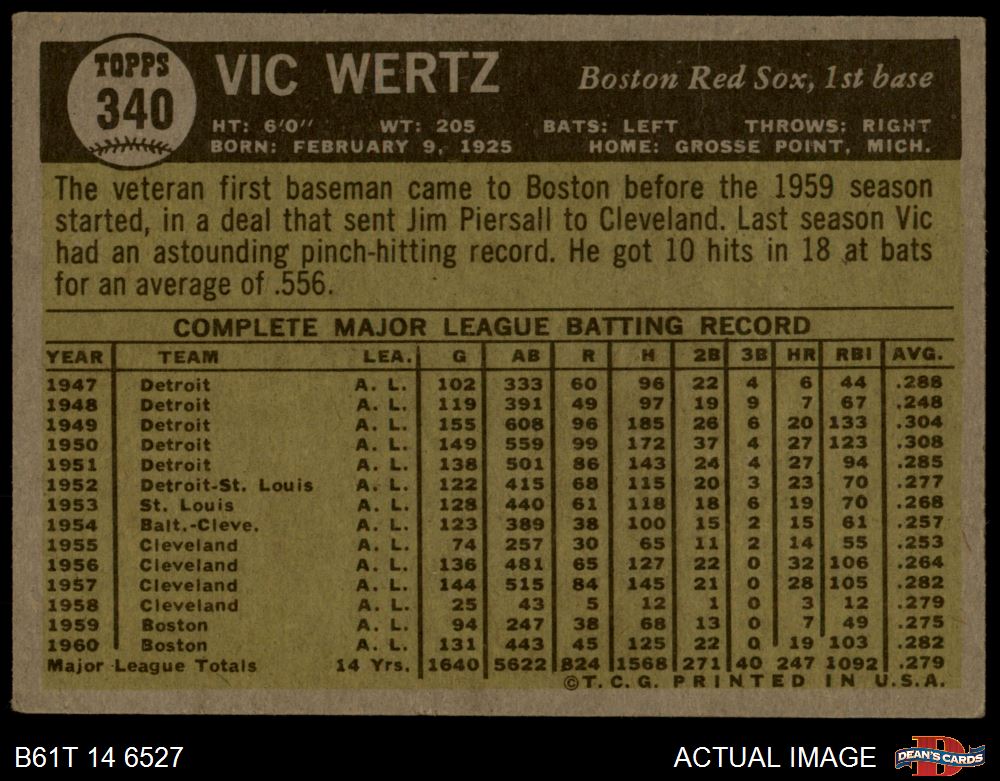 TOPPS
340
VIC WERTZ
Boston Red Sox, 1st base
HT: 6'0" WT: 205 BATS: LEFT THROWS: RIGHT
BORN: FEBRUARY 9, 1925 HOME: GROSSE POINT, MICH.
The veteran first baseman came to Boston before the 1959 season
started, in a deal that sent Jim Piersall to Cleveland. Last season Vic
had an astounding pinch-hitting record. He got 10 hits in 18 at bats
for an average of .556.
COMPLETE MAJOR LEAGUE BATTING RECORD
YEAR TEAM LEA. G AB R H 2B 3B HR RBI AVG.
1947 Detroit A. L. 102 333 60 96 22 4 6 44 .288
1948 Detroit A. L. 119 391 49 97 19 9 7 67 .248
1949 Detroit A. L. 155 608 96 185 26 6 20 133 .304
1950 Detroit A. L. 149 559 99 172 37 4 27 123 .308
1951 Detroit A. L. 138 501 86 143 24 4 27 94 .285
1952 Detroit-St. Louis A. L. 122 415 68 115 20 3 23 70 .277
1953 St. Louis A. L. 128 440 61 118 18 6 19 70 .268
1954 Balt.-Cleve. A. L. 123 389 38 100 15 2 15 61 .257
1955 Cleveland A. L. 74 257 30 65 11 2 14 55 .253
1956 Cleveland A. L. 136 481 65 127 22 0 32 106 .264
1957 Cleveland A. L. 144 515 84 145 21 0 28 105 .282
1958 Cleveland A. L. 25 43 5 12 1 0 3 12 .279
1959 Boston A. L. 94 247 38 68 13 0 7 49 .275
1960 Boston A. L. 131 443 45 125 22 0 19 103 .282
Major League Totals 14 Yrs. 1640 5622 824 1568 271 40 247 1092 .279
©T.C.G. PRINTED IN U.S.A.
B61T 14 6527 ACTUAL IMAGE
D
DEAN'S CARDS